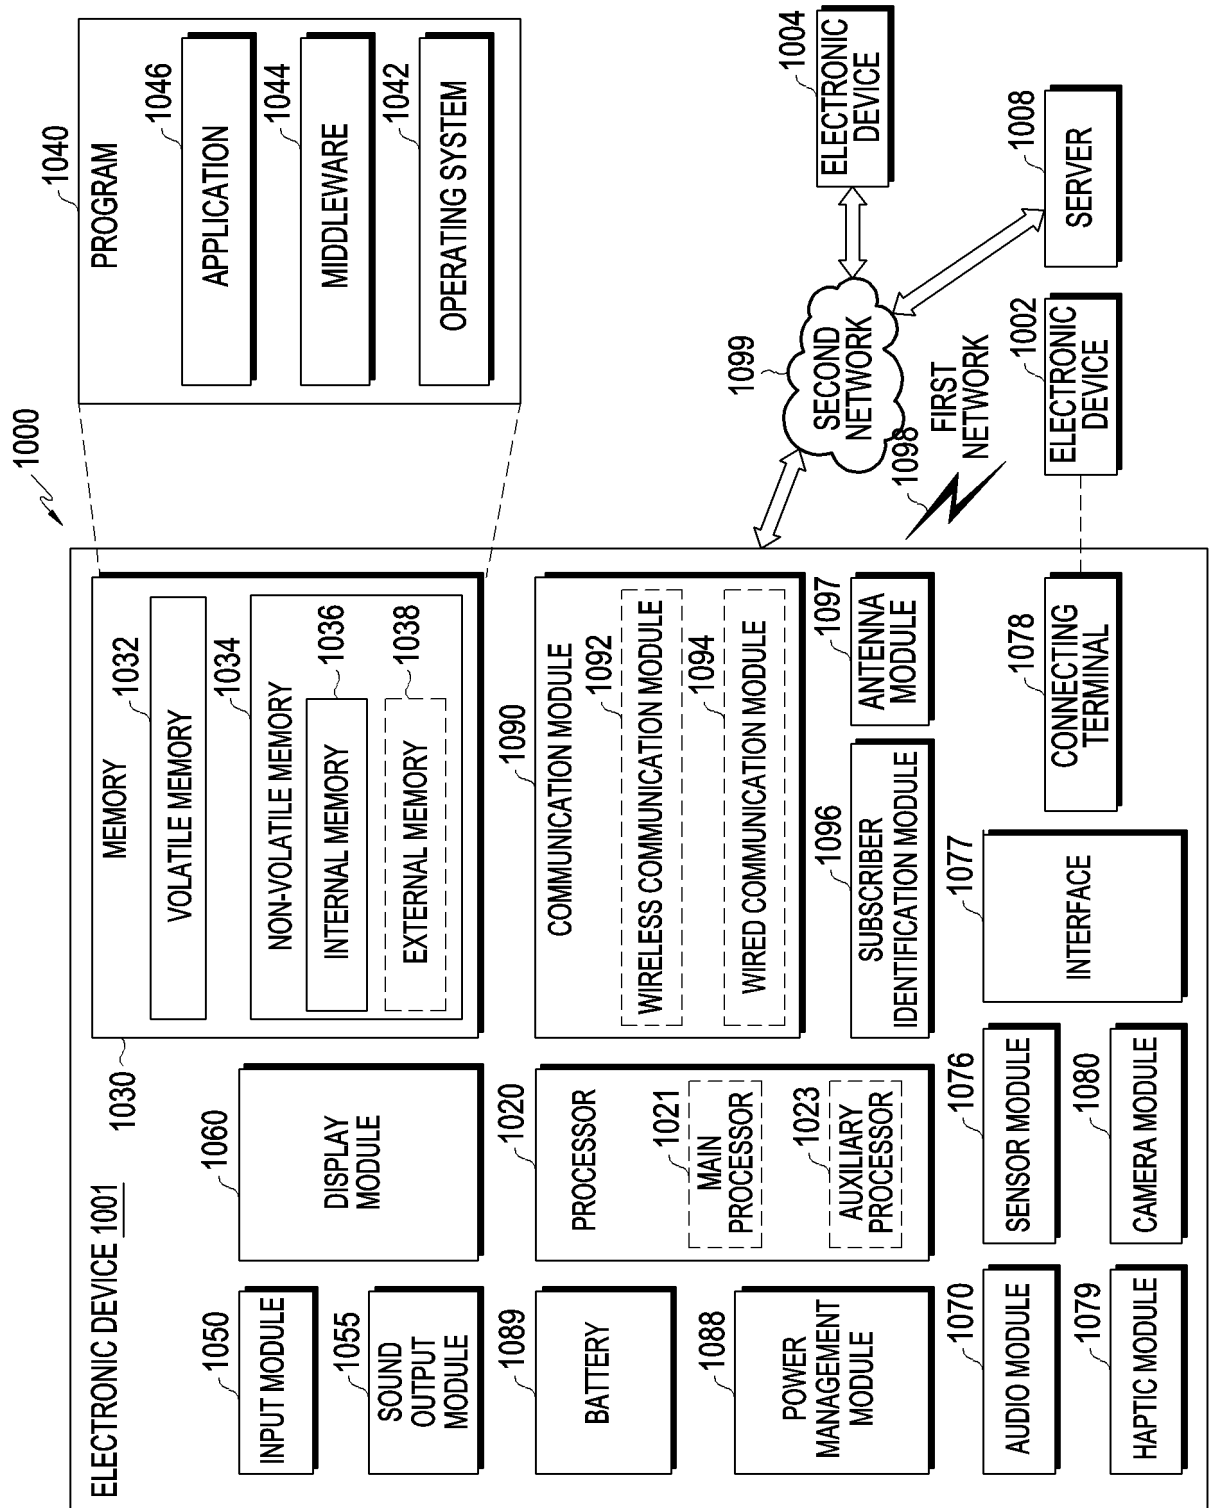 1000
ELECTRONIC DEVICE 1001
1050
INPUT MODULE
1055
SOUND
OUTPUT
MODULE
1089
BATTERY
1088
POWER
MANAGEMENT
MODULE
1070
AUDIO MODULE
1079
HAPTIC MODULE
1060
DISPLAY
MODULE
1020
PROCESSOR
1021
MAIN
PROCESSOR
1023
AUXILIARY
PROCESSOR
1076
SENSOR MODULE
1080
CAMERA MODULE
1030
MEMORY
1032
VOLATILE MEMORY
1034
NON-VOLATILE MEMORY
1036
INTERNAL MEMORY
1038
EXTERNAL MEMORY
1090
COMMUNICATION MODULE
1092
WIRELESS COMMUNICATION MODULE
1094
WIRED COMMUNICATION MODULE
1096
SUBSCRIBER
IDENTIFICATION MODULE
1097
ANTENNA
MODULE
1077
INTERFACE
1078
CONNECTING
TERMINAL
1040
PROGRAM
1046
APPLICATION
1044
MIDDLEWARE
1042
OPERATING SYSTEM
1099
SECOND
NETWORK
1098
FIRST
NETWORK
1004
ELECTRONIC
DEVICE
1008
SERVER
1002
ELECTRONIC
DEVICE